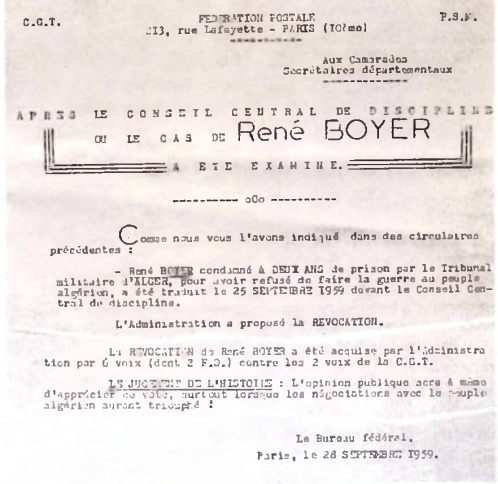 C.G.T. FEDERATION POSTALE P.S.N.
213, rue Lafayette - PARIS (10ème)
Aux Camarades
Secrétaires départementaux
APRES LE CONSEIL CENTRAL DE DISCIPLINE
OU LE CAS DE René BOYER
A ETE EXAMINE.
---------- oOo ----------
Comme nous vous l'avons indiqué dans des circulaires
précédentes :
- René BOYER condamné à DEUX ANS de prison par le Tribunal
militaire d'ALGER, pour avoir refusé de faire la guerre au peuple
algérien, a été traduit le 25 SEPTEMBRE 1959 devant le Conseil Cen-
tral de discipline.
L'Administration a proposé la REVOCATION.
La REVOCATION de René BOYER a été acquise par l'Administra
tion par 6 voix (dont 2 F.O.) contre les 2 voix de la C.G.T.
LE JUGEMENT DE L'HISTOIRE : L'opinion publique sera à même
d'apprécier ce vote, surtout lorsque les négociations avec le peuple
algérien auront triomphé !
Le Bureau fédéral.
Paris, le 28 SEPTEMBRE 1959.